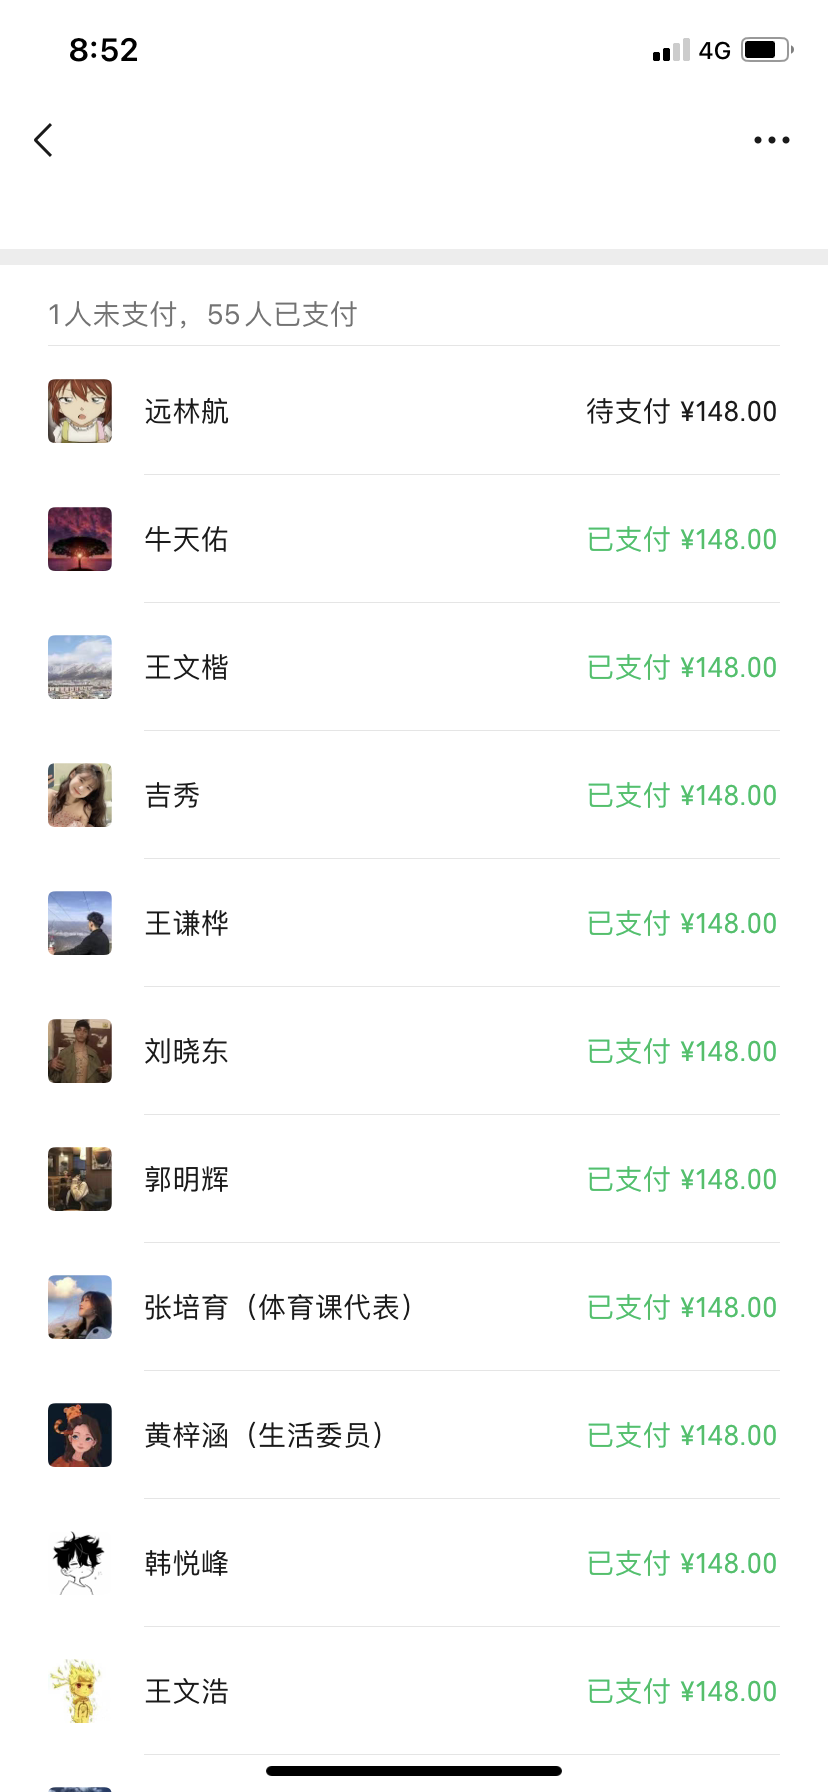 8:52
4G
1人未支付，55人已支付
远林航 待支付 ¥148.00
牛天佑 已支付 ¥148.00
王文楷 已支付 ¥148.00
吉秀 已支付 ¥148.00
王谦桦 已支付 ¥148.00
刘晓东 已支付 ¥148.00
郭明辉 已支付 ¥148.00
张培育（体育课代表） 已支付 ¥148.00
黄梓涵（生活委员） 已支付 ¥148.00
韩悦峰 已支付 ¥148.00
王文浩 已支付 ¥148.00